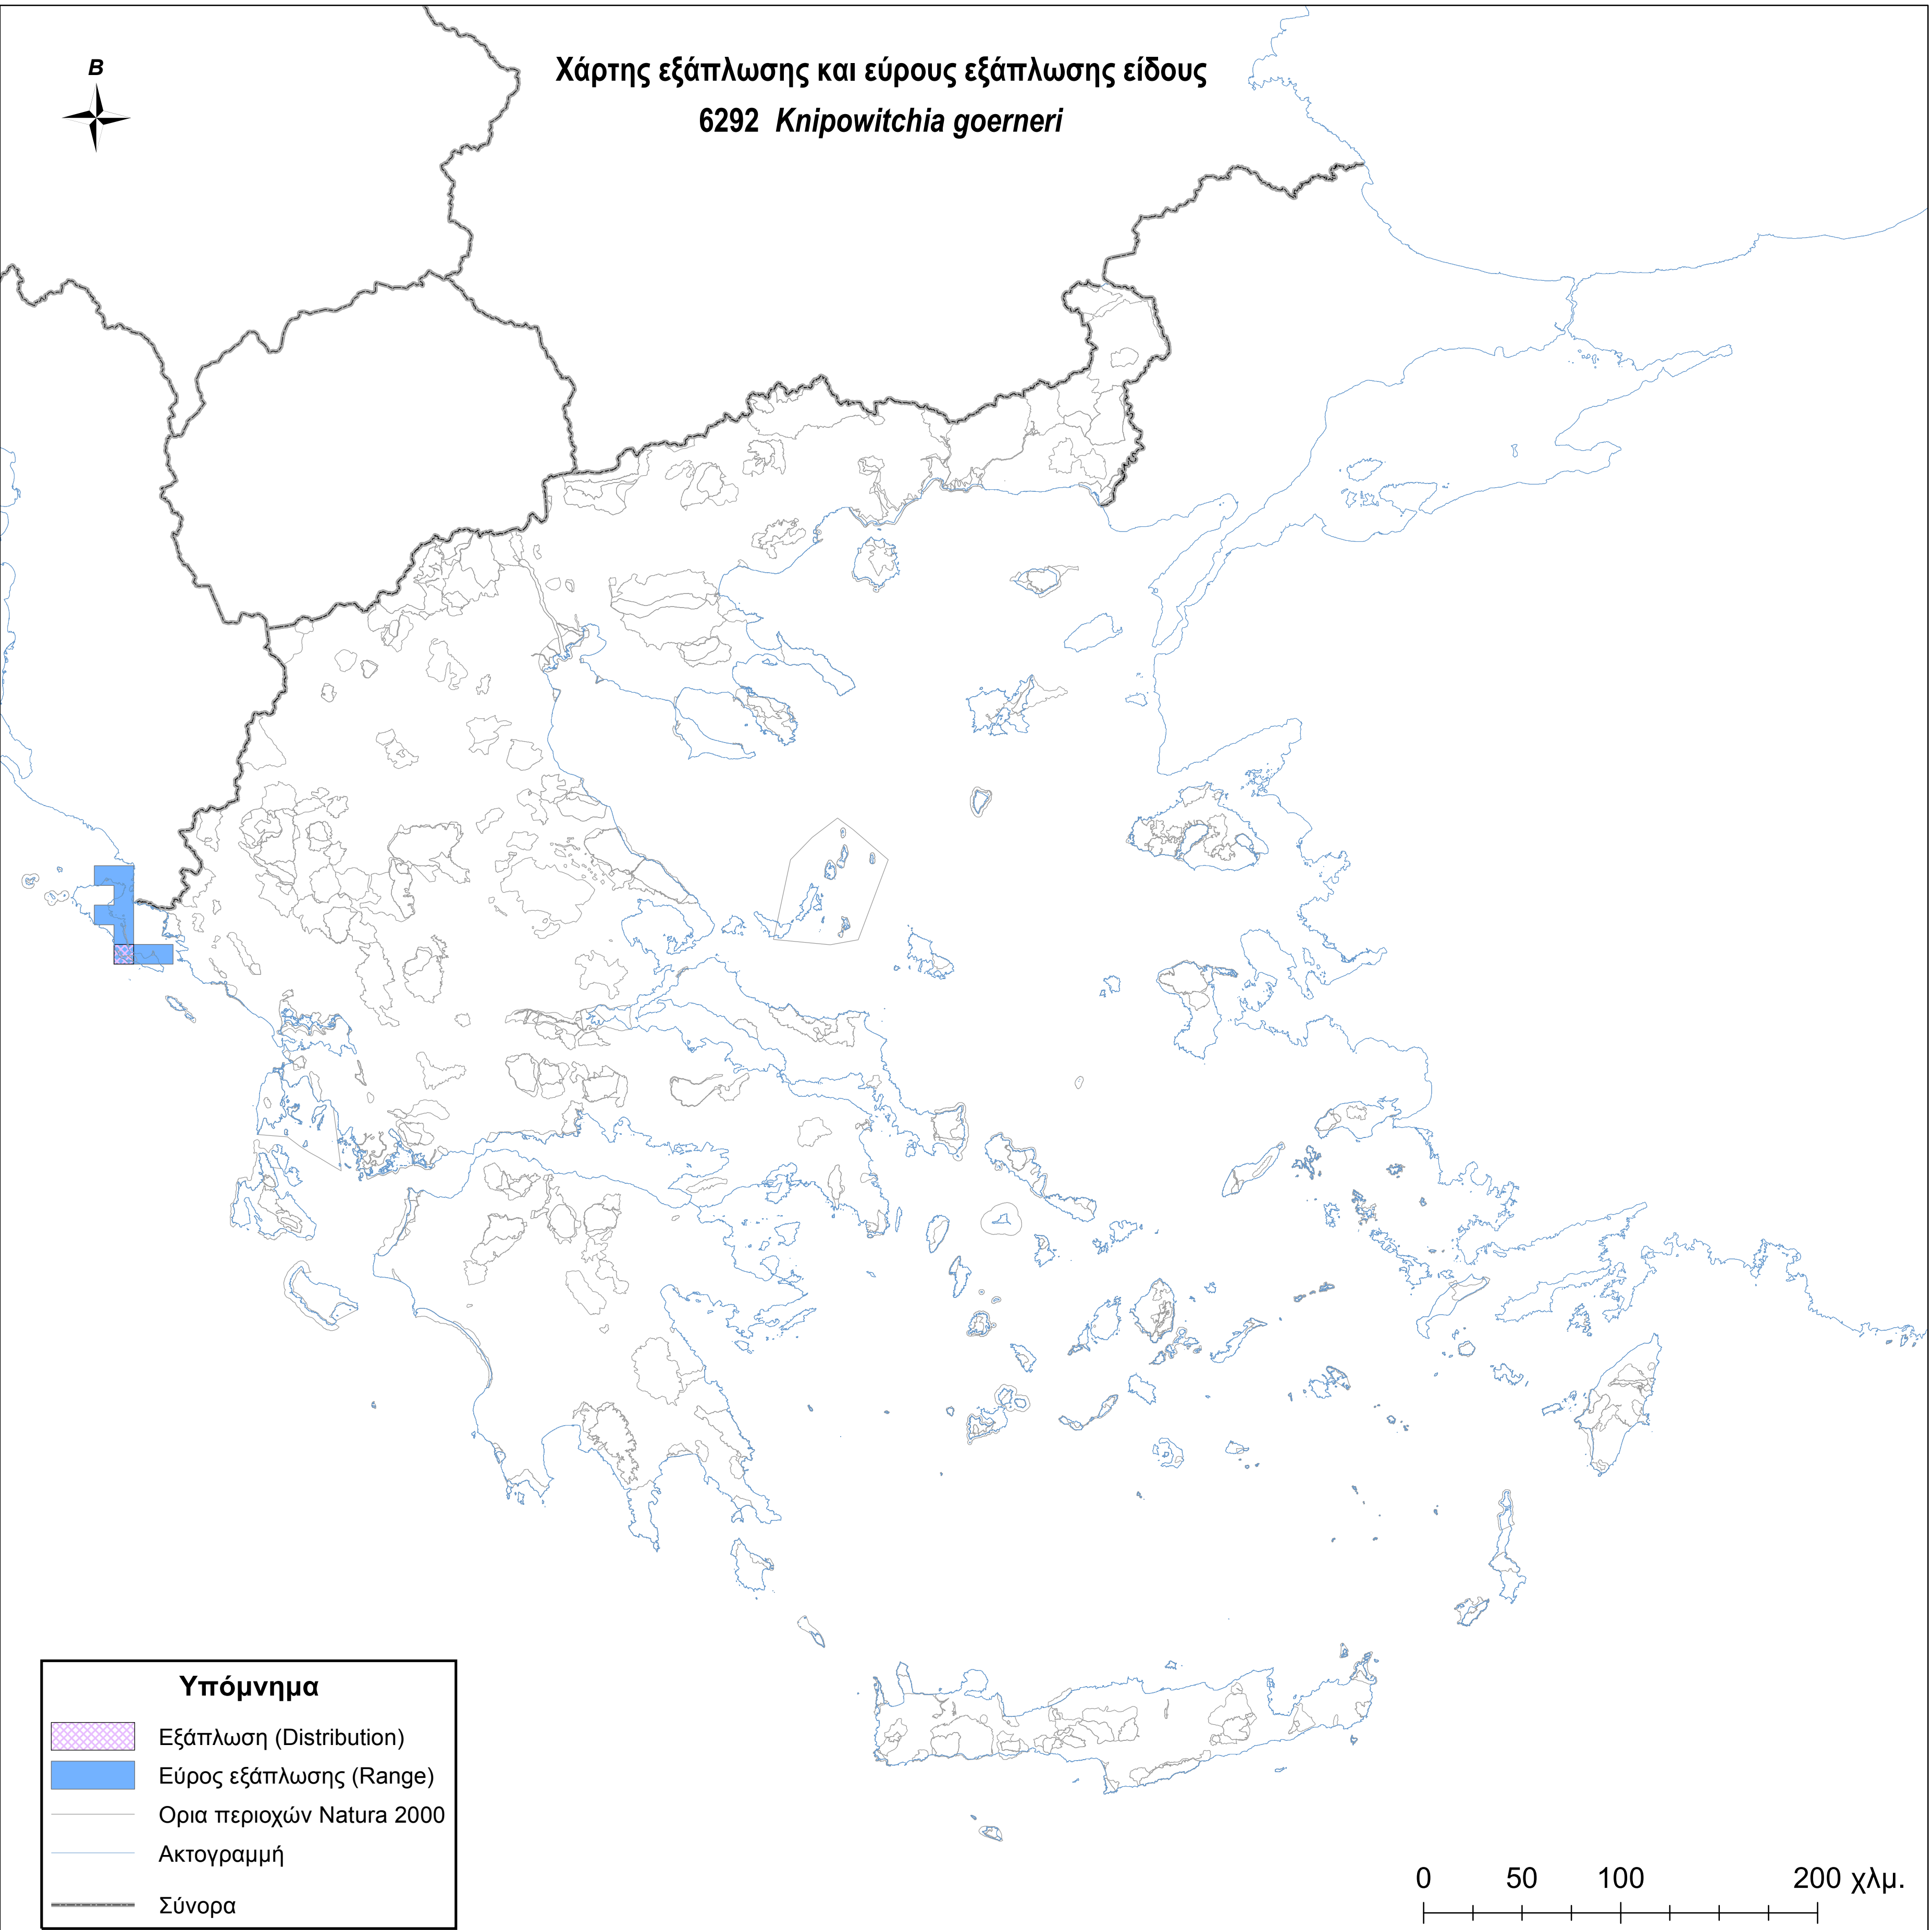 Χάρτης εξάπλωσης και εύρους εξάπλωσης είδους
6292 Knipowitchia goerneri
Β
Υπόμνημα
Εξάπλωση (Distribution)
Εύρος εξάπλωσης (Range)
Ορια περιοχών Natura 2000
Ακτογραμμή
Σύνορα
0 50 100 200 χλμ.